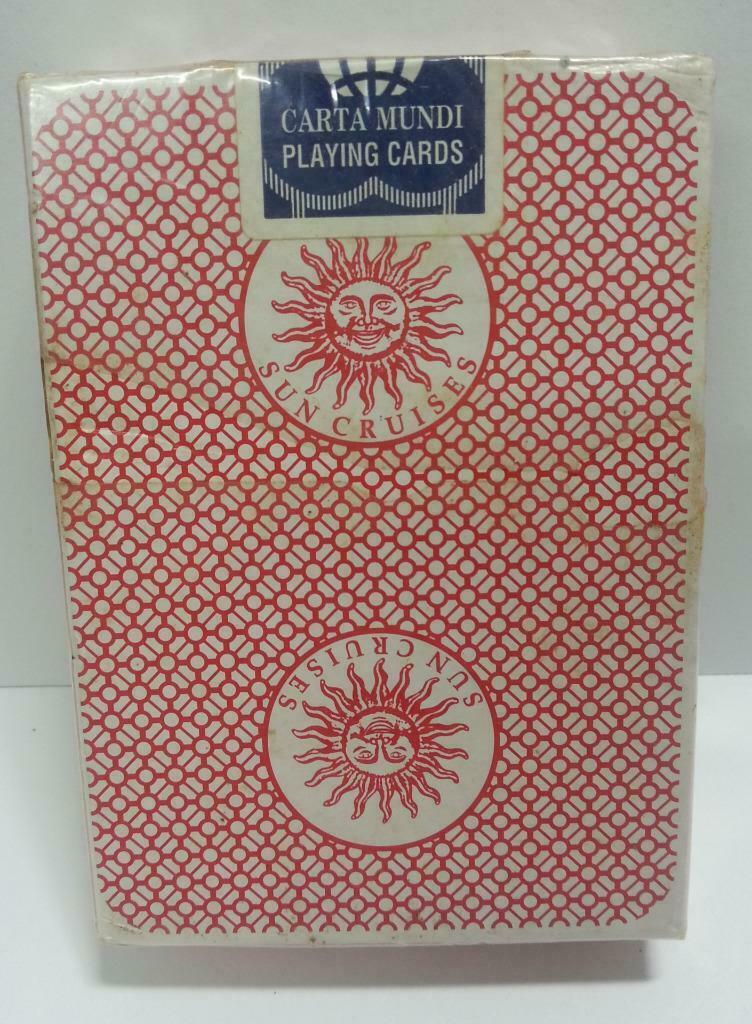 CARTA MUNDI
PLAYING CARDS
SUN CRUISES
SUN CRUISES